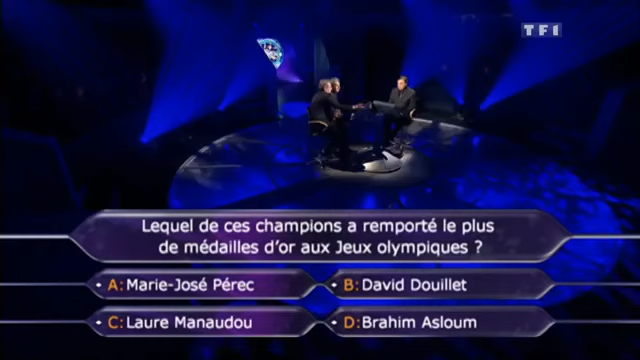 TF1
Lequel de ces champions a remporté le plus
de médailles d'or aux Jeux olympiques ?
A: Marie-José Pérec
B: David Douillet
C: Laure Manaudou
D: Brahim Asloum